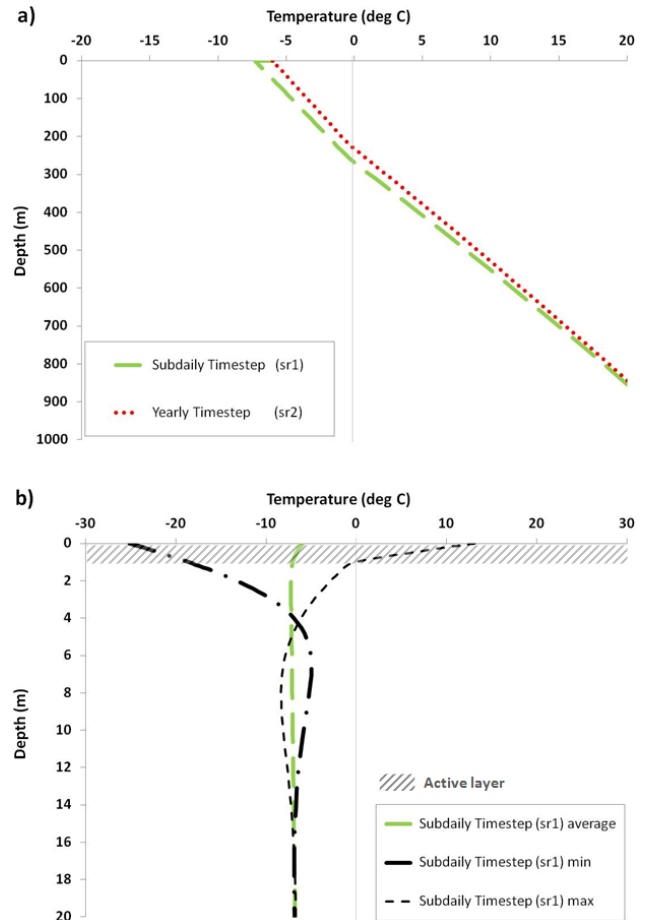 a)
Temperature (deg C)
-20 -15 -10 -5 0 5 10 15 20
0
100
200
300
400
500
600
700
800
900
1000
Depth (m)
Subdaily Timestep (sr1)
Yearly Timestep (sr2)
b)
Temperature (deg C)
-30 -20 -10 0 10 20 30
0
2
4
6
8
10
12
14
16
18
20
Depth (m)
Active layer
Subdaily Timestep (sr1) average
Subdaily Timestep (sr1) min
Subdaily Timestep (sr1) max